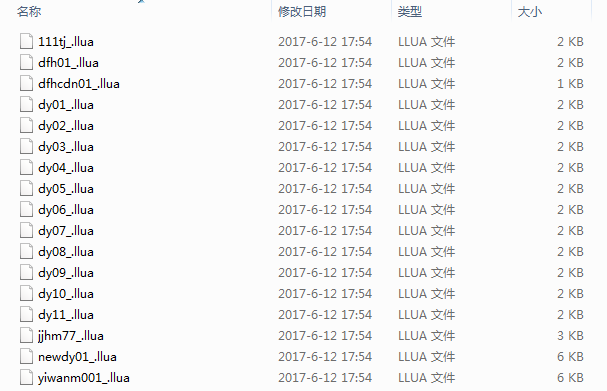 名称 修改日期 类型 大小
111tj_.llua 2017-6-12 17:54 LLUA 文件 2 KB
dfh01_.llua 2017-6-12 17:54 LLUA 文件 2 KB
dfhcdn01_.llua 2017-6-12 17:54 LLUA 文件 1 KB
dy01_.llua 2017-6-12 17:54 LLUA 文件 2 KB
dy02_.llua 2017-6-12 17:54 LLUA 文件 2 KB
dy03_.llua 2017-6-12 17:54 LLUA 文件 2 KB
dy04_.llua 2017-6-12 17:54 LLUA 文件 2 KB
dy05_.llua 2017-6-12 17:54 LLUA 文件 2 KB
dy06_.llua 2017-6-12 17:54 LLUA 文件 2 KB
dy07_.llua 2017-6-12 17:54 LLUA 文件 2 KB
dy08_.llua 2017-6-12 17:54 LLUA 文件 2 KB
dy09_.llua 2017-6-12 17:54 LLUA 文件 2 KB
dy10_.llua 2017-6-12 17:54 LLUA 文件 2 KB
dy11_.llua 2017-6-12 17:54 LLUA 文件 2 KB
jjhm77_.llua 2017-6-12 17:54 LLUA 文件 3 KB
newdy01_.llua 2017-6-12 17:54 LLUA 文件 6 KB
yiwanm001_.llua 2017-6-12 17:54 LLUA 文件 6 KB